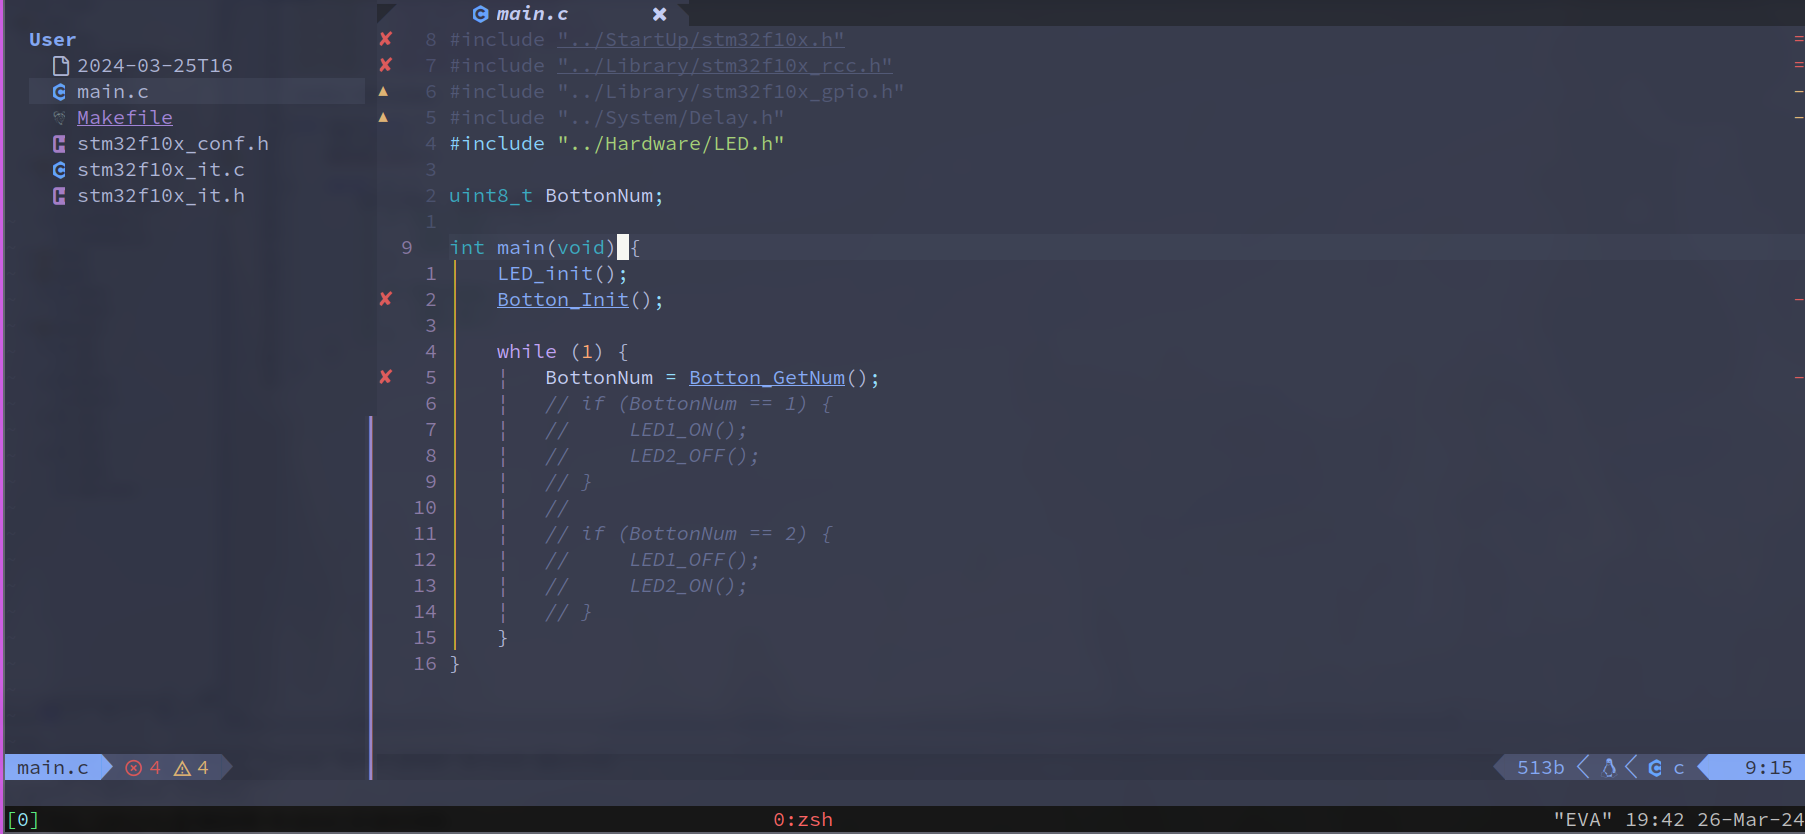 main.c ✖
User
2024-03-25T16
main.c
Makefile
stm32f10x_conf.h
stm32f10x_it.c
stm32f10x_it.h
✘ 8 #include "../StartUp/stm32f10x.h"
✘ 7 #include "../Library/stm32f10x_rcc.h"
▲ 6 #include "../Library/stm32f10x_gpio.h"
▲ 5 #include "../System/Delay.h"
4 #include "../Hardware/LED.h"
3
2 uint8_t BottonNum;
1
9 int main(void) {
1     LED_init();
✘ 2     Botton_Init();
3
4     while (1) {
✘ 5         BottonNum = Botton_GetNum();
6         // if (BottonNum == 1) {
7         //     LED1_ON();
8         //     LED2_OFF();
9         // }
10         //
11         // if (BottonNum == 2) {
12         //     LED1_OFF();
13         //     LED2_ON();
14         // }
15     }
16 }
main.c 4 4 513b c 9:15
[0] 0:zsh "EVA" 19:42 26-Mar-24